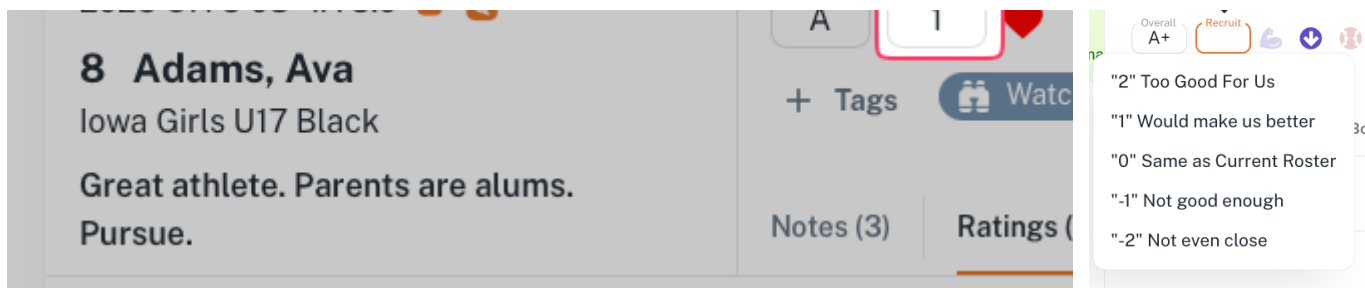 A
1
8 Adams, Ava
Iowa Girls U17 Black
+ Tags
Great athlete. Parents are alums.
Pursue.
Notes (3)
Ratings (
Overall
A+
Recruit
"2" Too Good For Us
"1" Would make us better
"0" Same as Current Roster
"-1" Not good enough
"-2" Not even close